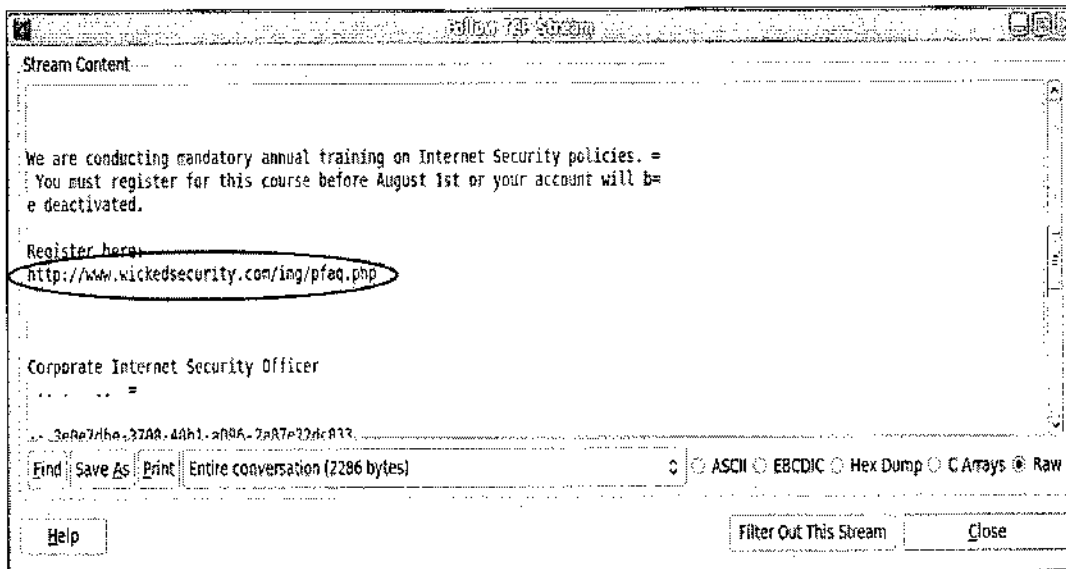 Follow TCP Stream
Stream Content
We are conducting mandatory annual training on Internet Security policies. =
You must register for this course before August 1st or your account will b=
e deactivated.
Register here:
http://www.wickedsecurity.com/img/pfaq.php
Corporate Internet Security Officer
=
Find Save As Print Entire conversation (2286 bytes) ASCII EBCDIC Hex Dump C Arrays Raw
Help Filter Out This Stream Close